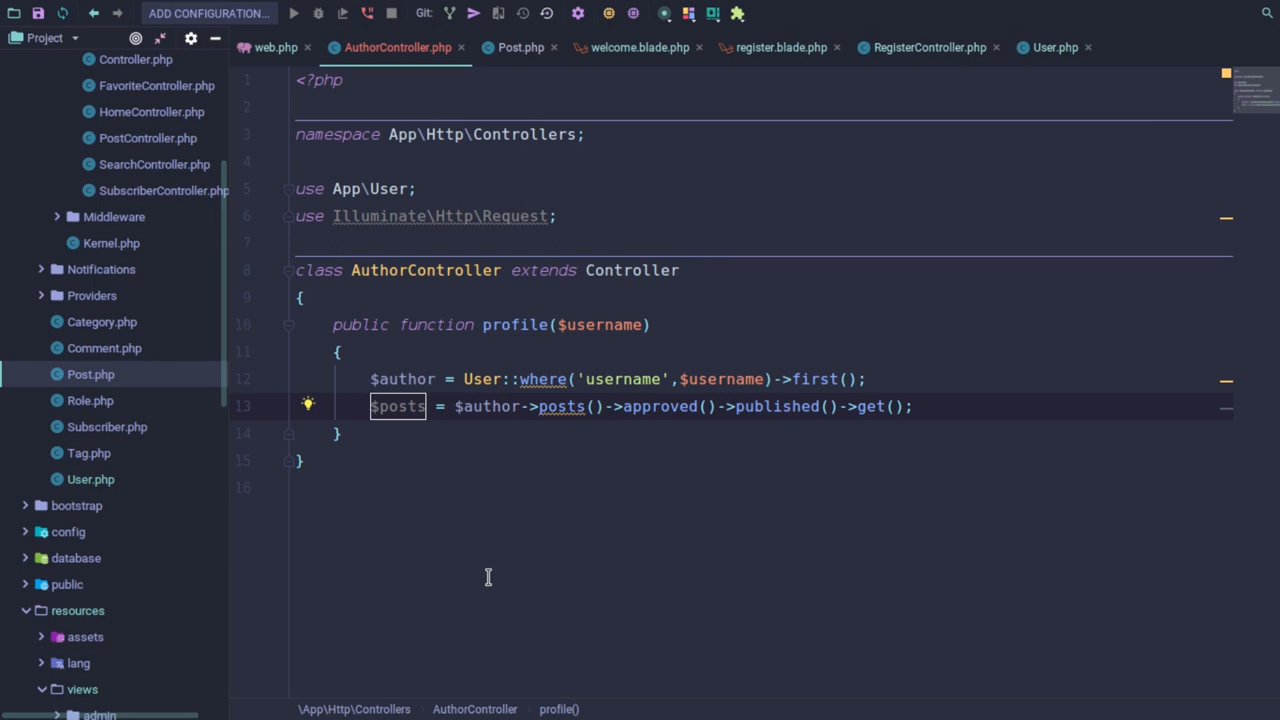 ADD CONFIGURATION...
Git:
Project
web.php
AuthorController.php
Post.php
welcome.blade.php
register.blade.php
RegisterController.php
User.php
Controller.php
FavoriteController.php
HomeController.php
PostController.php
SearchController.php
SubscriberController.php
Middleware
Kernel.php
Notifications
Providers
Category.php
Comment.php
Post.php
Role.php
Subscriber.php
Tag.php
User.php
bootstrap
config
database
public
resources
assets
lang
views
admin
1 <?php
2
3 namespace App\Http\Controllers;
4
5 use App\User;
6 use Illuminate\Http\Request;
7
8 class AuthorController extends Controller
9 {
10 public function profile($username)
11 {
12 $author = User::where('username',$username)->first();
13 $posts = $author->posts()->approved()->published()->get();
14 }
15 }
16
\App\Http\Controllers AuthorController profile()